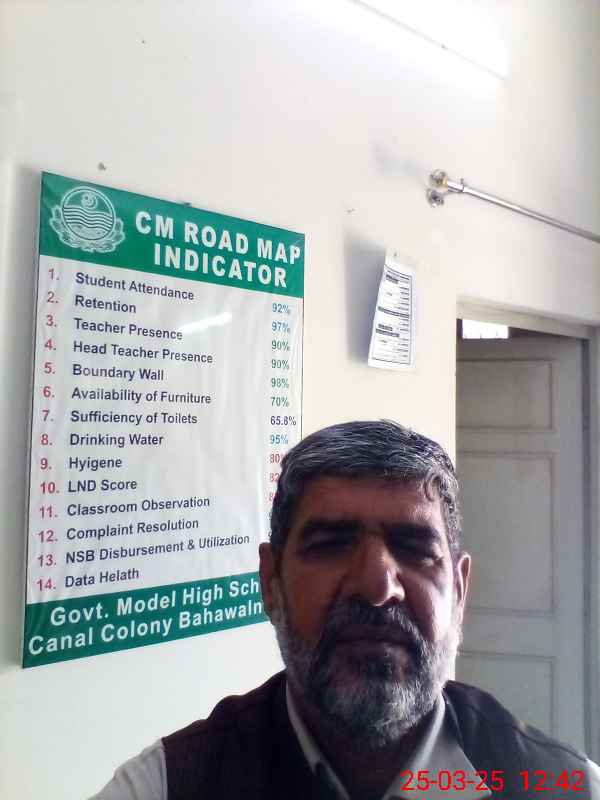 CM ROAD MAP
INDICATOR
1. Student Attendance 92%
2. Retention 97%
3. Teacher Presence 90%
4. Head Teacher Presence 90%
5. Boundary Wall 98%
6. Availability of Furniture 70%
7. Sufficiency of Toilets 65.8%
8. Drinking Water 95%
9. Hyigene 80%
10. LND Score 82
11. Classroom Observation
12. Complaint Resolution
13. NSB Disbursement & Utilization
14. Data Helath
Govt. Model High Sch
Canal Colony Bahawaln
25-03-25 12:42